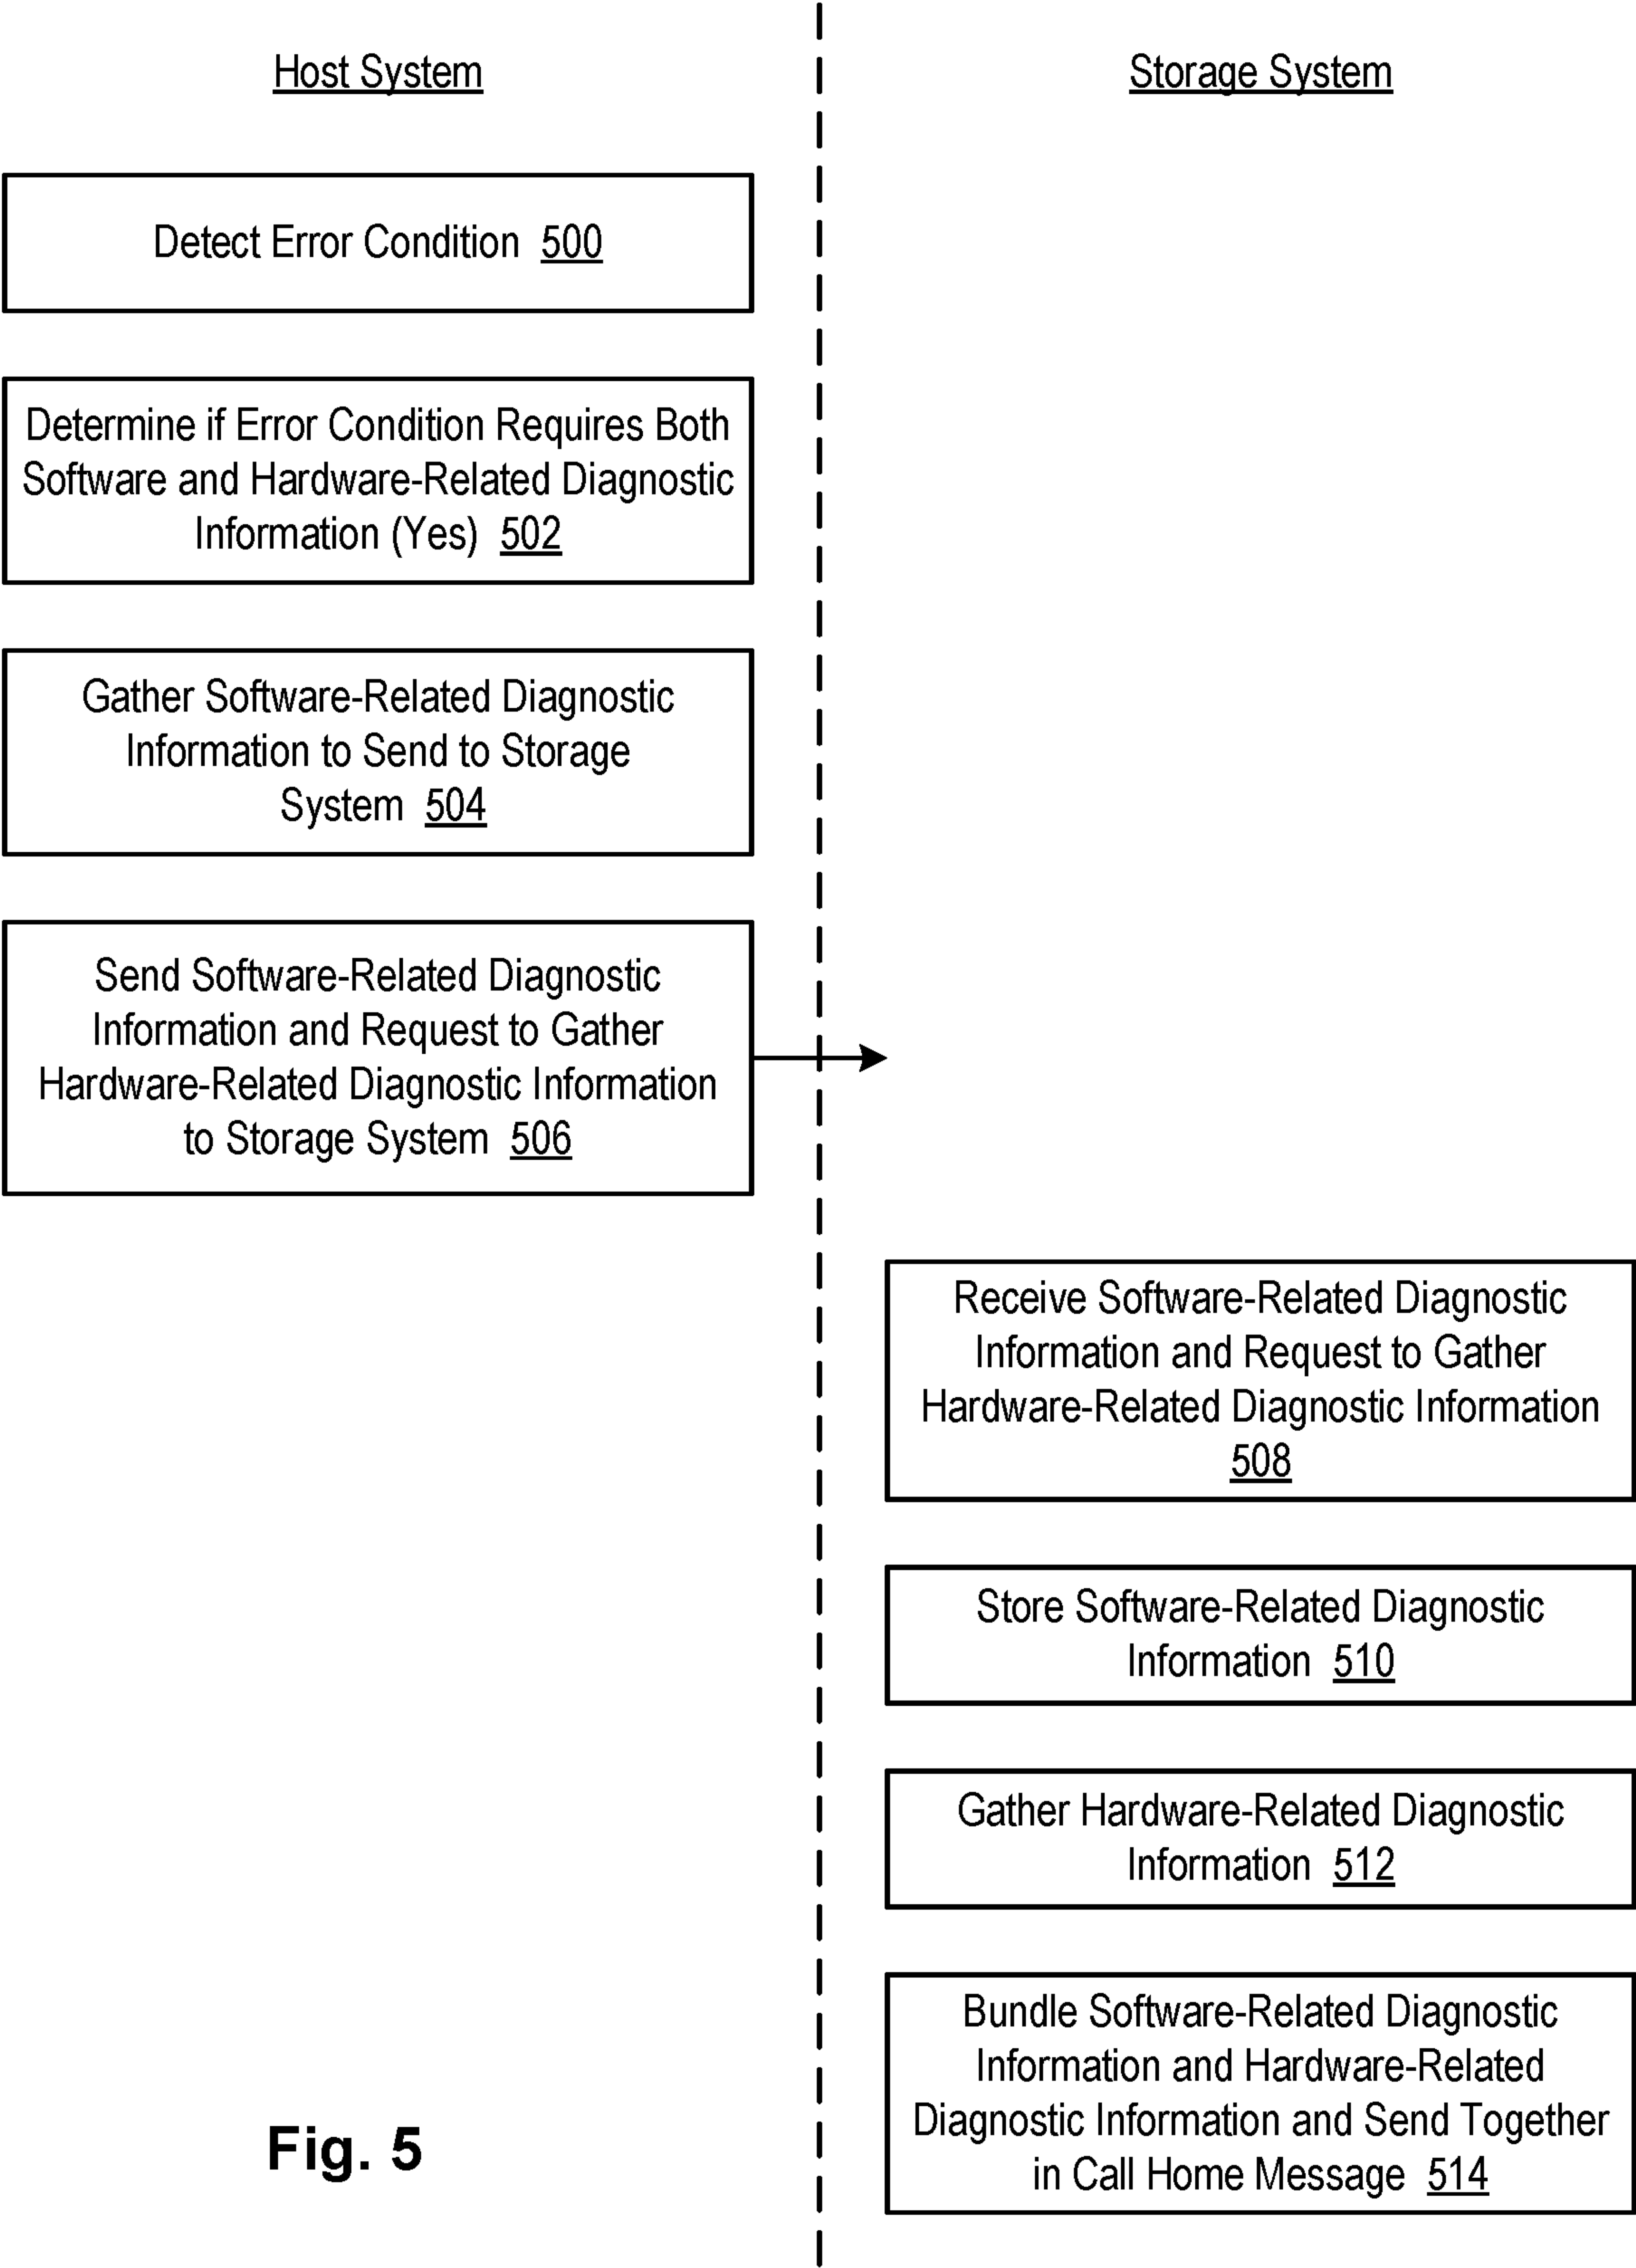 Host System
Storage System
Detect Error Condition 500
Determine if Error Condition Requires Both
Software and Hardware-Related Diagnostic
Information (Yes) 502
Gather Software-Related Diagnostic
Information to Send to Storage
System 504
Send Software-Related Diagnostic
Information and Request to Gather
Hardware-Related Diagnostic Information
to Storage System 506
Receive Software-Related Diagnostic
Information and Request to Gather
Hardware-Related Diagnostic Information
508
Store Software-Related Diagnostic
Information 510
Gather Hardware-Related Diagnostic
Information 512
Bundle Software-Related Diagnostic
Information and Hardware-Related
Diagnostic Information and Send Together
in Call Home Message 514
Fig. 5